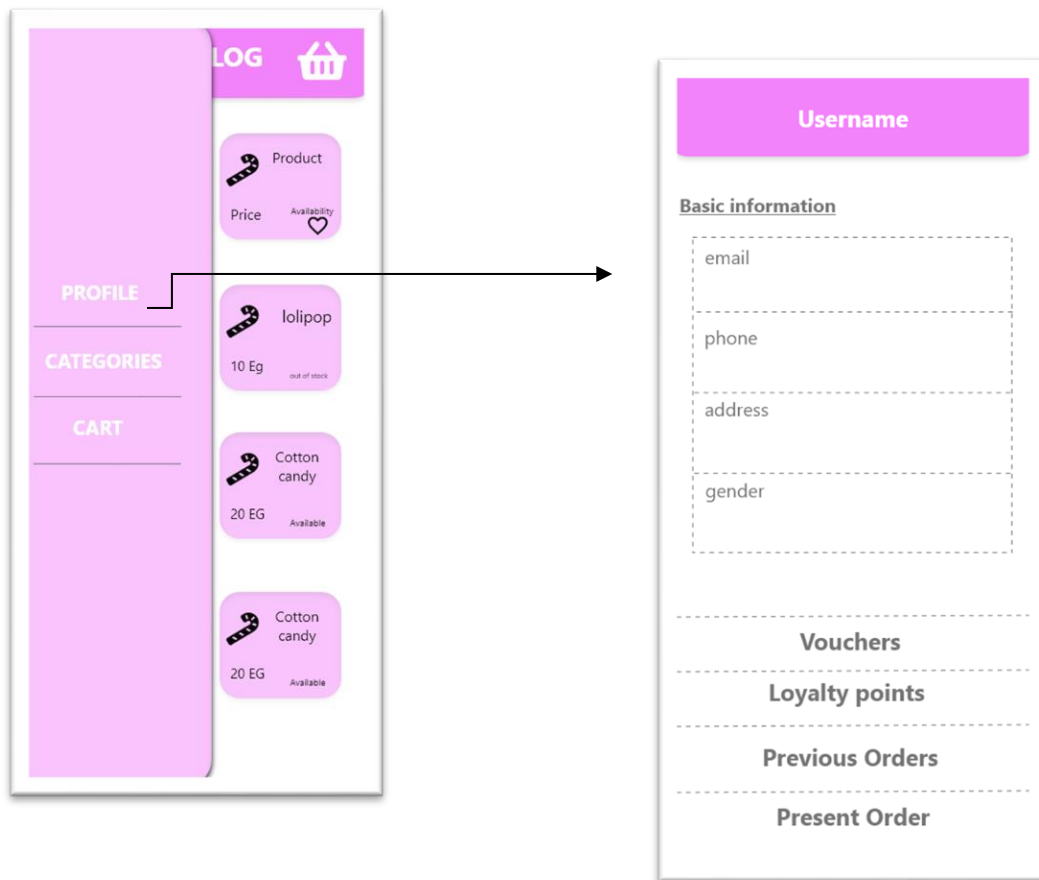 LOG
Product
Price
Availability
PROFILE
lolipop
10 Eg
out of stock
CATEGORIES
CART
Cotton
candy
20 EG
Available
Cotton
candy
20 EG
Available
Username
Basic information
email
phone
address
gender
Vouchers
Loyalty points
Previous Orders
Present Order